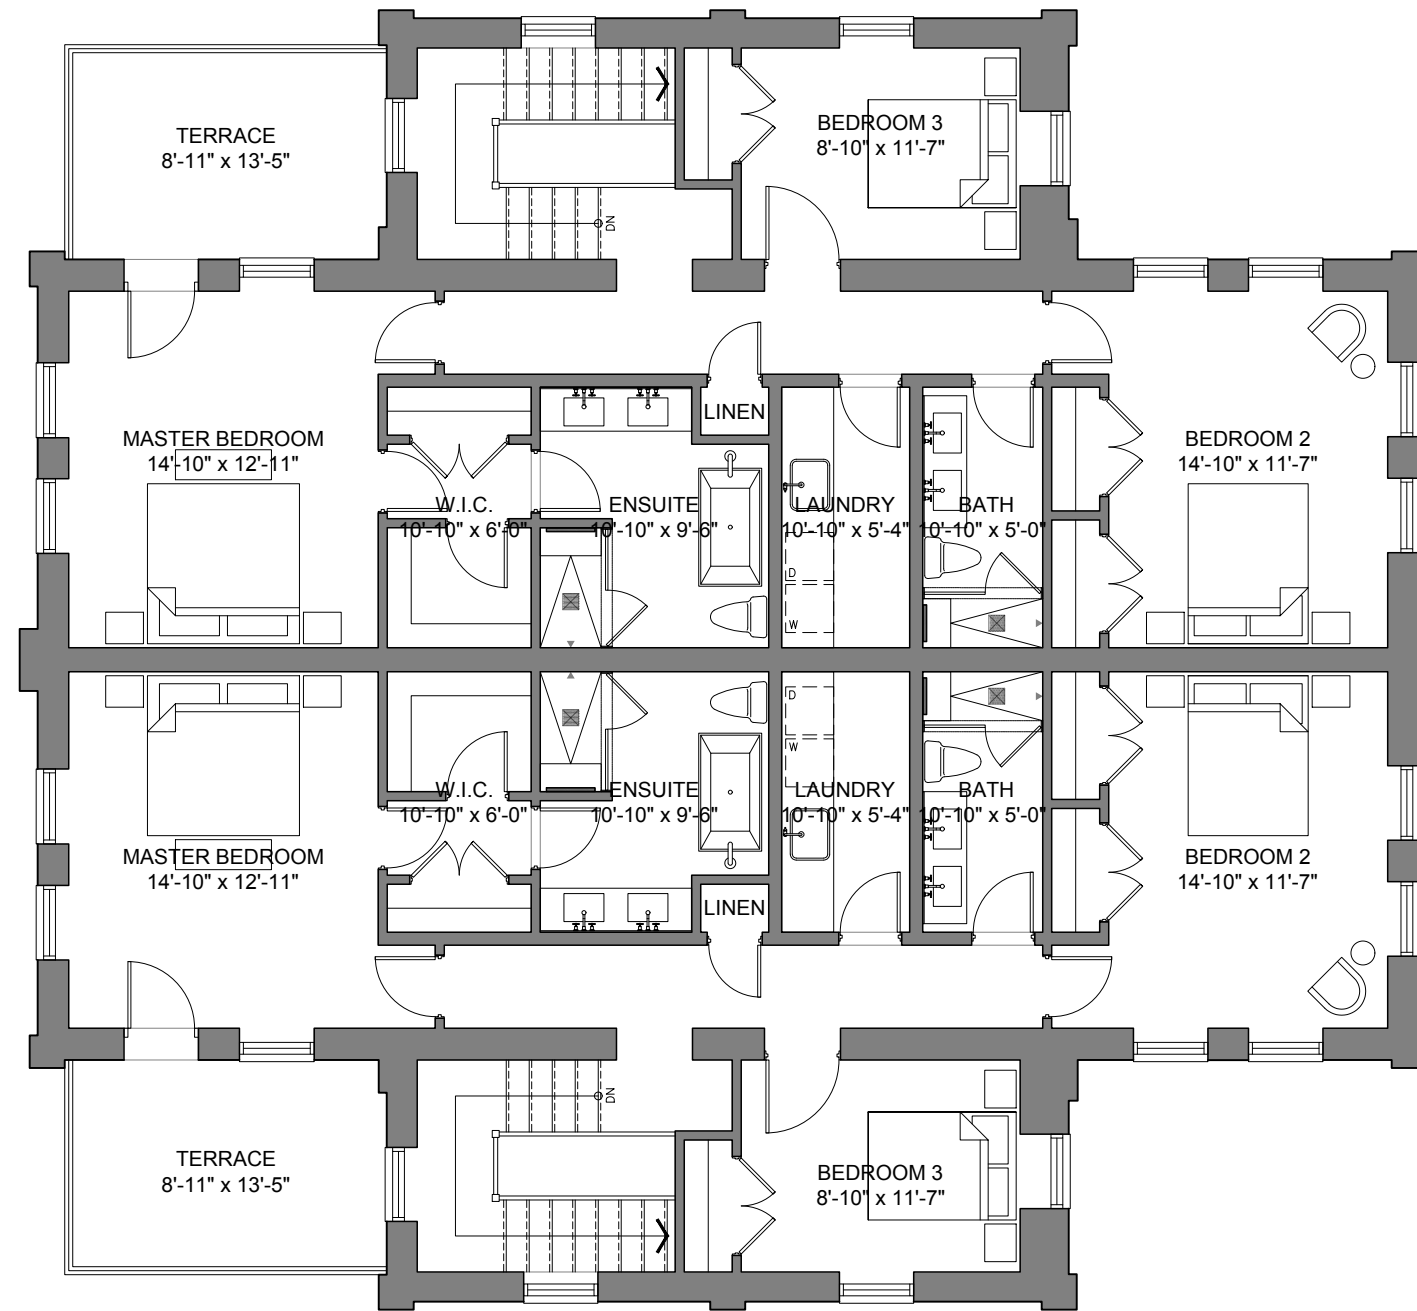 TERRACE
8'-11" x 13'-5"
BEDROOM 3
8'-10" x 11'-7"
DN
LINEN
MASTER BEDROOM
14'-10" x 12'-11"
BEDROOM 2
14'-10" x 11'-7"
W.I.C.
10'-10" x 6'-0"
ENSUITE
10'-10" x 9'-6"
LAUNDRY
10'-10" x 5'-4"
BATH
10'-10" x 5'-0"
D
W
D
W
W.I.C.
10'-10" x 6'-0"
ENSUITE
10'-10" x 9'-6"
LAUNDRY
10'-10" x 5'-4"
BATH
10'-10" x 5'-0"
MASTER BEDROOM
14'-10" x 12'-11"
BEDROOM 2
14'-10" x 11'-7"
LINEN
DN
TERRACE
8'-11" x 13'-5"
BEDROOM 3
8'-10" x 11'-7"